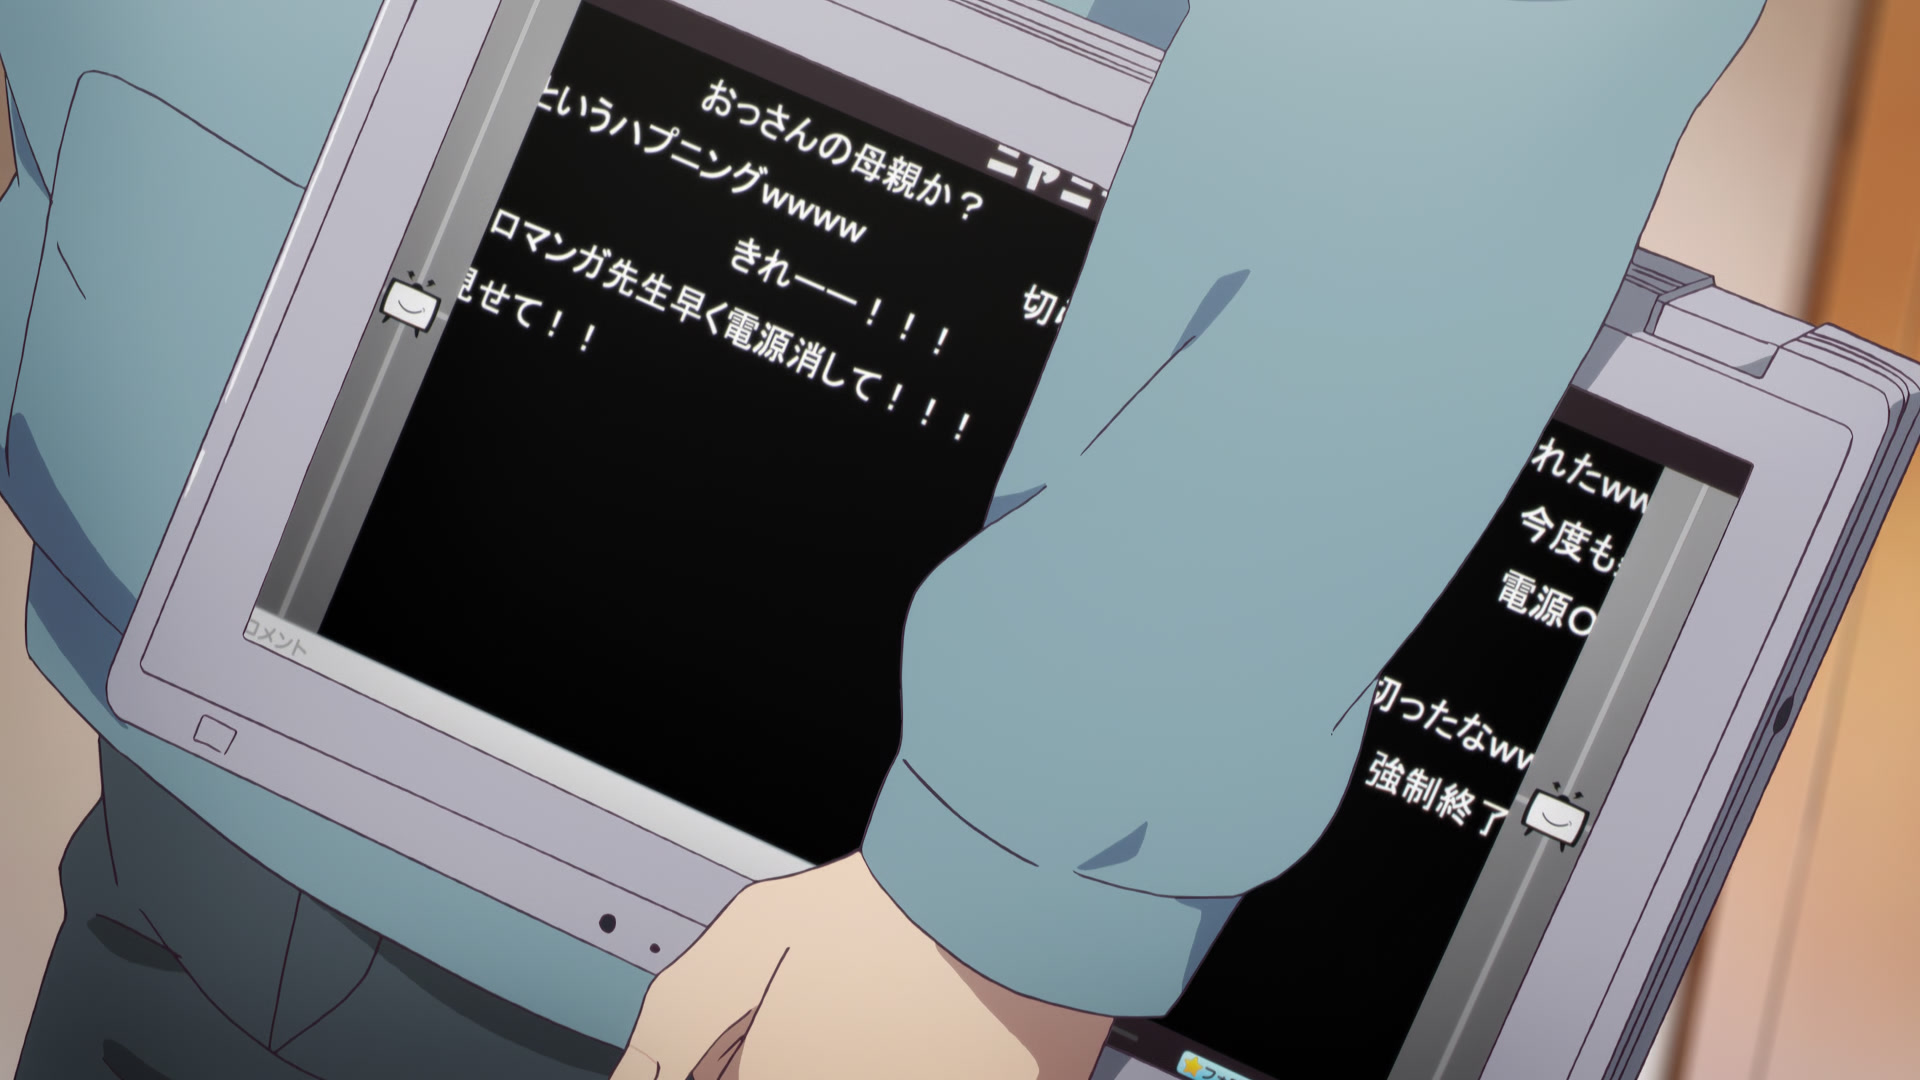 ニヤニ
おっさんの母親か？
というハプニングwwww
きれーー！！！
ロマンガ先生早く電源消して！！！
見せて！！
コメント
れたww
今度も
電源
切ったなww
強制終了